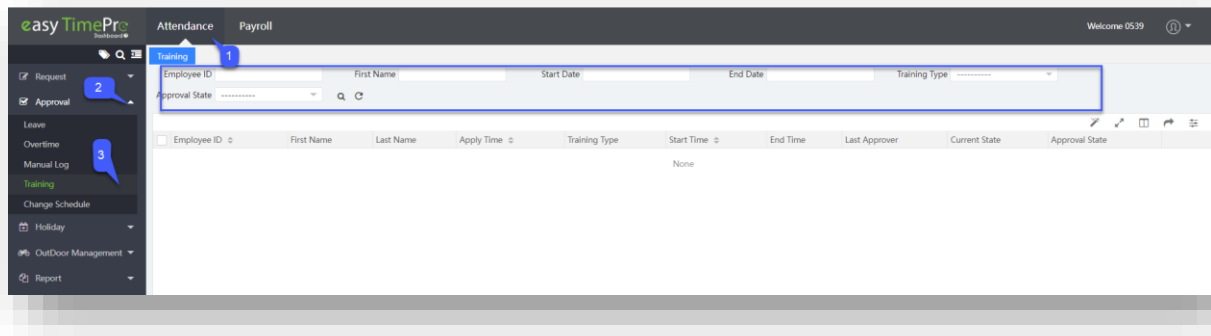 easy TimePro
Dashboard
Attendance Payroll
Welcome 0539
Training
1
Request
2
Approval
Leave
Overtime
Manual Log
3
Training
Change Schedule
Holiday
OutDoor Management
Report
Employee ID First Name Start Date End Date Training Type ----------
Approval State ----------
Employee ID First Name Last Name Apply Time Training Type Start Time End Time Last Approver Current State Approval State
None